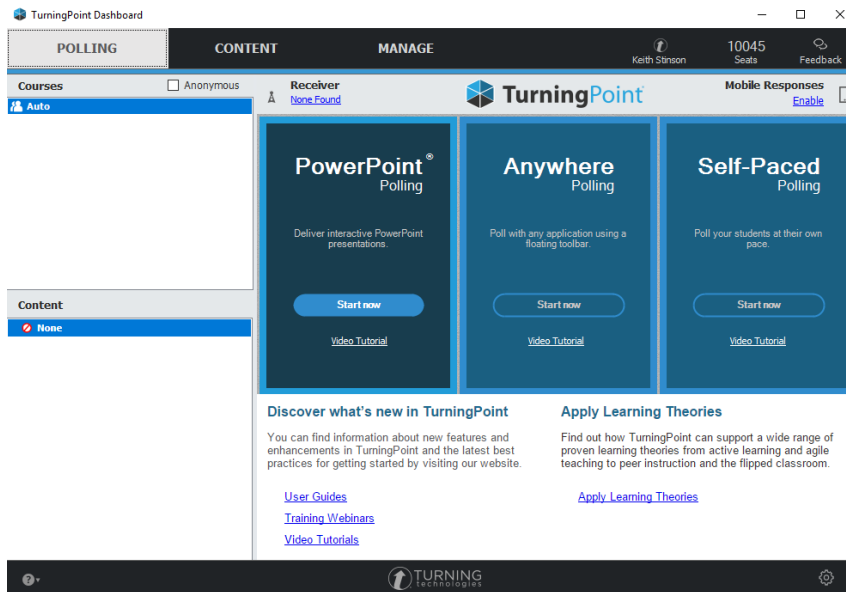 TurningPoint Dashboard
POLLING CONTENT MANAGE
Keith Stinson
10045
Seats
Feedback
Courses
Anonymous
Auto
Receiver
None Found
TurningPoint
Mobile Responses
Enable
PowerPoint®
Polling
Deliver interactive PowerPoint
presentations.
Start now
Video Tutorial
Anywhere
Polling
Poll with any application using a
floating toolbar.
Start now
Video Tutorial
Self-Paced
Polling
Poll your students at their own
pace.
Start now
Video Tutorial
Content
None
Discover what's new in TurningPoint
You can find information about new features and
enhancements in TurningPoint and the latest best
practices for getting started by visiting our website.
User Guides
Training Webinars
Video Tutorials
Apply Learning Theories
Find out how TurningPoint can support a wide range of
proven learning theories from active learning and agile
teaching to peer instruction and the flipped classroom.
Apply Learning Theories
TURNING
technologies